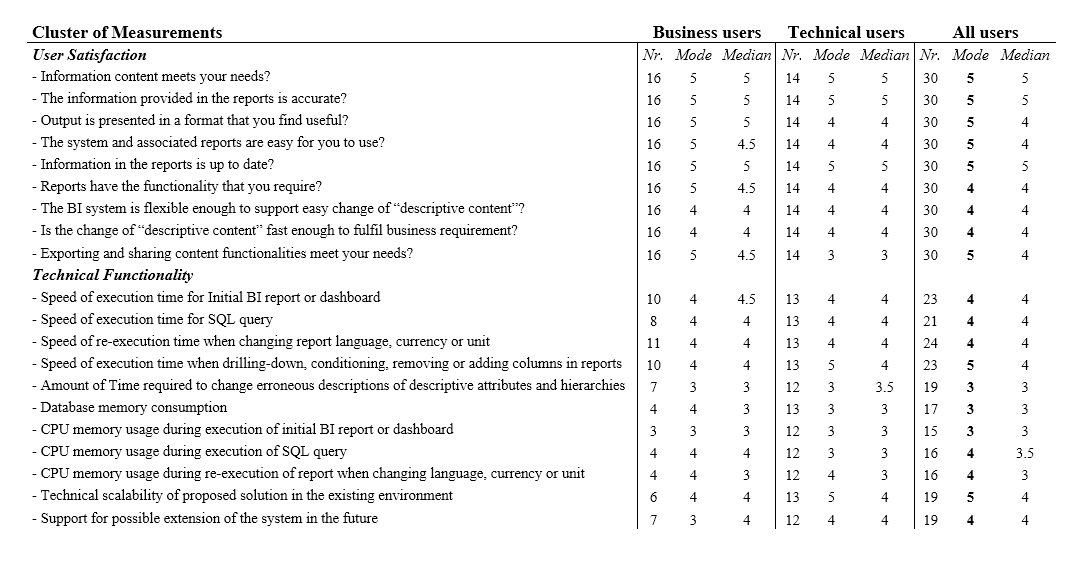 Cluster of Measurements Business users Technical users All users
User Satisfaction Nr. Mode Median Nr. Mode Median Nr. Mode Median
- Information content meets your needs? 16 5 5 14 5 5 30 5 5
- The information provided in the reports is accurate? 16 5 5 14 5 5 30 5 5
- Output is presented in a format that you find useful? 16 5 5 14 4 4 30 5 4
- The system and associated reports are easy for you to use? 16 5 4.5 14 4 4 30 5 4
- Information in the reports is up to date? 16 5 5 14 5 5 30 5 5
- Reports have the functionality that you require? 16 5 4.5 14 4 4 30 4 4
- The BI system is flexible enough to support easy change of “descriptive content”? 16 4 4 14 4 4 30 4 4
- Is the change of “descriptive content” fast enough to fulfil business requirement? 16 4 4 14 4 4 30 4 4
- Exporting and sharing content functionalities meet your needs? 16 5 4.5 14 3 3 30 5 4
Technical Functionality
- Speed of execution time for Initial BI report or dashboard 10 4 4.5 13 4 4 23 4 4
- Speed of execution time for SQL query 8 4 4 13 4 4 21 4 4
- Speed of re-execution time when changing report language, currency or unit 11 4 4 13 4 4 24 4 4
- Speed of execution time when drilling-down, conditioning, removing or adding columns in reports 10 4 4 13 5 4 23 5 4
- Amount of Time required to change erroneous descriptions of descriptive attributes and hierarchies 7 3 3 12 3 3.5 19 3 3
- Database memory consumption 4 4 3 13 3 3 17 3 3
- CPU memory usage during execution of initial BI report or dashboard 3 3 3 12 3 3 15 3 3
- CPU memory usage during execution of SQL query 4 4 4 12 3 3 16 4 3.5
- CPU memory usage during re-execution of report when changing language, currency or unit 4 4 3 12 4 3 16 4 3
- Technical scalability of proposed solution in the existing environment 6 4 4 13 5 4 19 5 4
- Support for possible extension of the system in the future 7 3 4 12 4 4 19 4 4